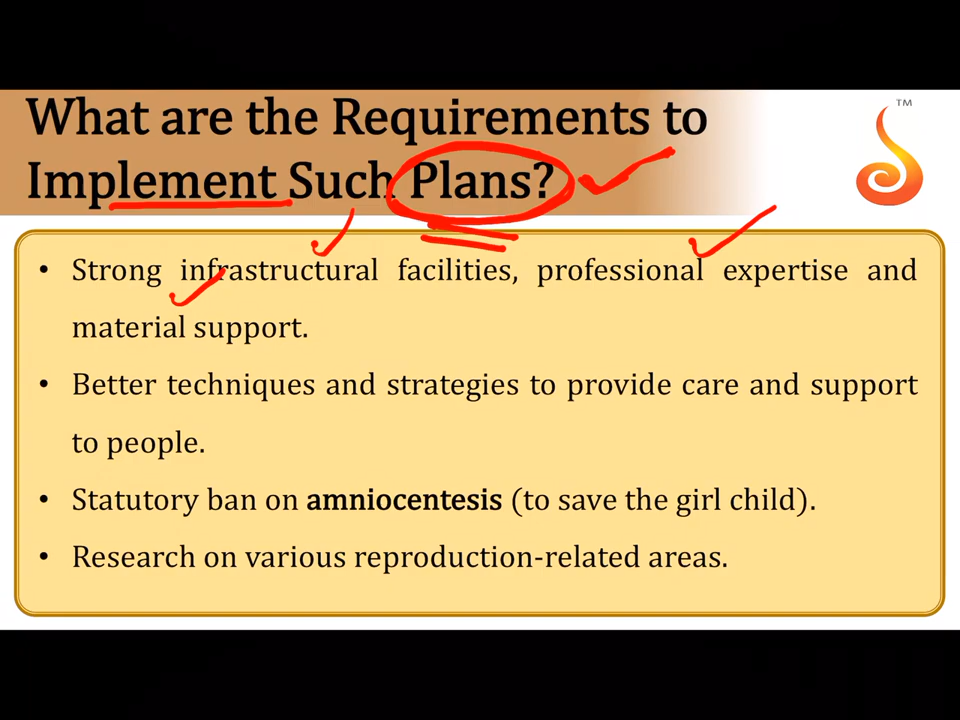 What are the Requirements to
Implement Such Plans?
TM
• Strong infrastructural facilities, professional expertise and
material support.
• Better techniques and strategies to provide care and support
to people.
• Statutory ban on amniocentesis (to save the girl child).
• Research on various reproduction-related areas.